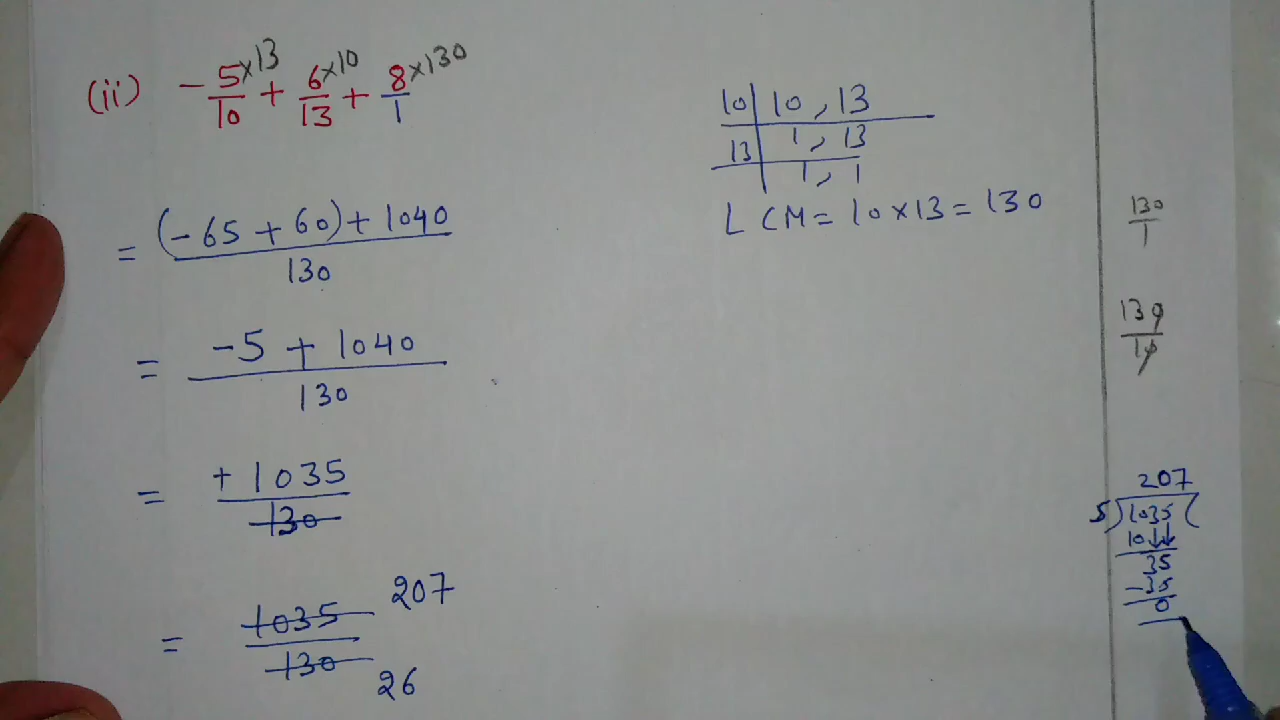 (ii) - 5/10 ×13 + 6/13 ×10 + 8/1 ×130
= (-65 + 60) + 1040 / 130
= -5 + 1040 / 130
= + 1035 / 130
= 1035 / 130 207 / 26
10 | 10 , 13
13 | 1 , 13
1 , 1
LCM = 10 × 13 = 130
130 / 1
130 / 10
207
5 ) 1035 (
10
35
- 35
0